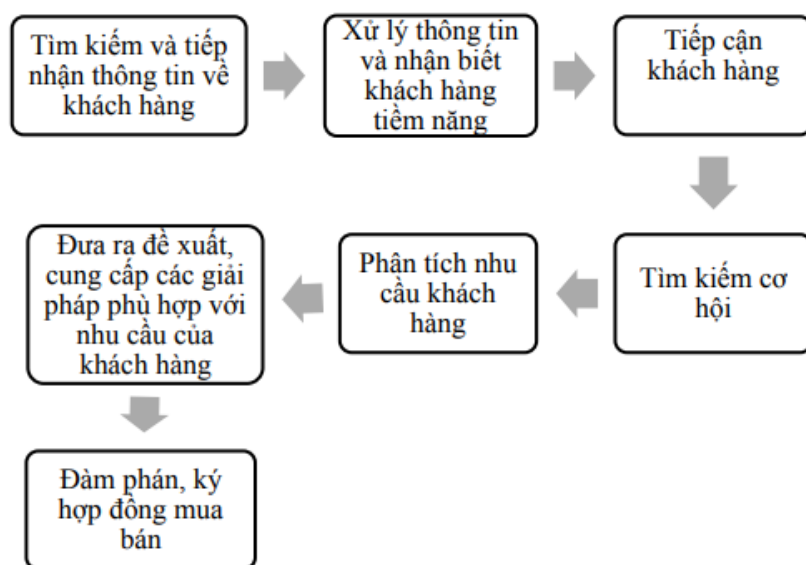 Tìm kiếm và tiếp
nhận thông tin về
khách hàng
Xử lý thông tin
và nhận biết
khách hàng
tiềm năng
Tiếp cận
khách hàng
Tìm kiếm cơ
hội
Phân tích nhu
cầu khách
hàng
Đưa ra đề xuất,
cung cấp các giải
pháp phù hợp với
nhu cầu của
khách hàng
Đàm phán, ký
hợp đồng mua
bán